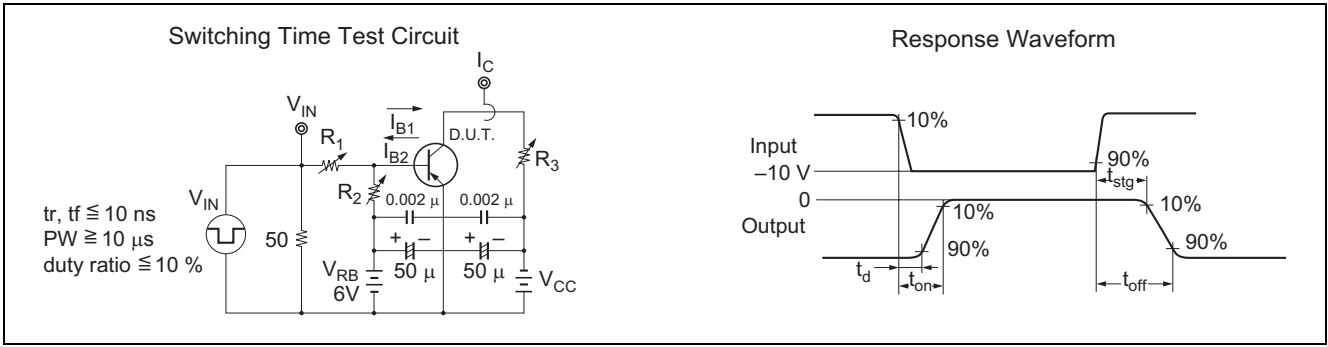 Switching Time Test Circuit
I_C
V_IN
R_1
I_B1
I_B2
D.U.T.
R_3
R_2
V_IN
0.002 μ
0.002 μ
tr, tf ≦ 10 ns
PW ≧ 10 μs
duty ratio ≦ 10 %
50
+ −
+ −
50 μ
50 μ
V_RB
6V
V_CC
Response Waveform
10%
Input
−10 V
90%
t_stg
0
10%
10%
Output
90%
90%
t_d
t_on
t_off